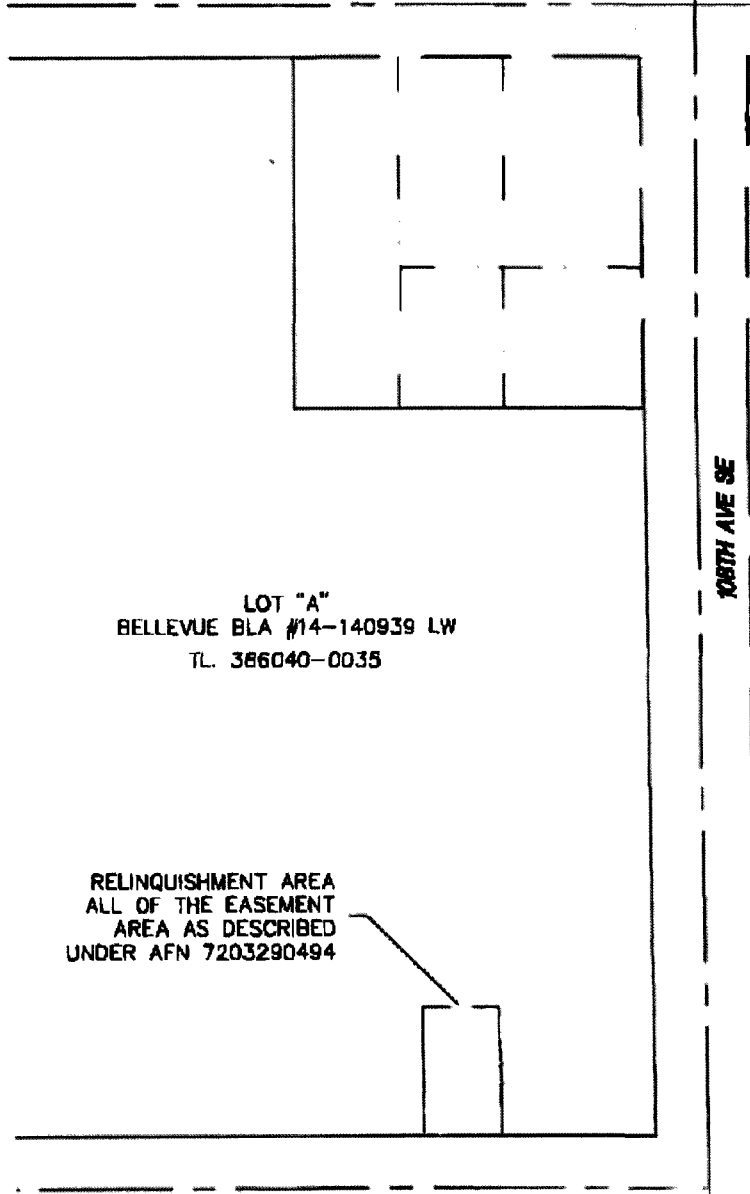 LOT "A"
BELLEVUE BLA #14-140939 LW
TL. 386040-0035
108TH AVE SE
RELINQUISHMENT AREA
ALL OF THE EASEMENT
AREA AS DESCRIBED
UNDER AFN 7203290494